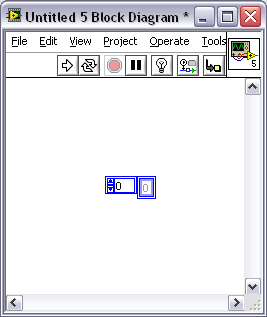 Untitled 5 Block Diagram *
File Edit View Project Operate Tools
5
0 0